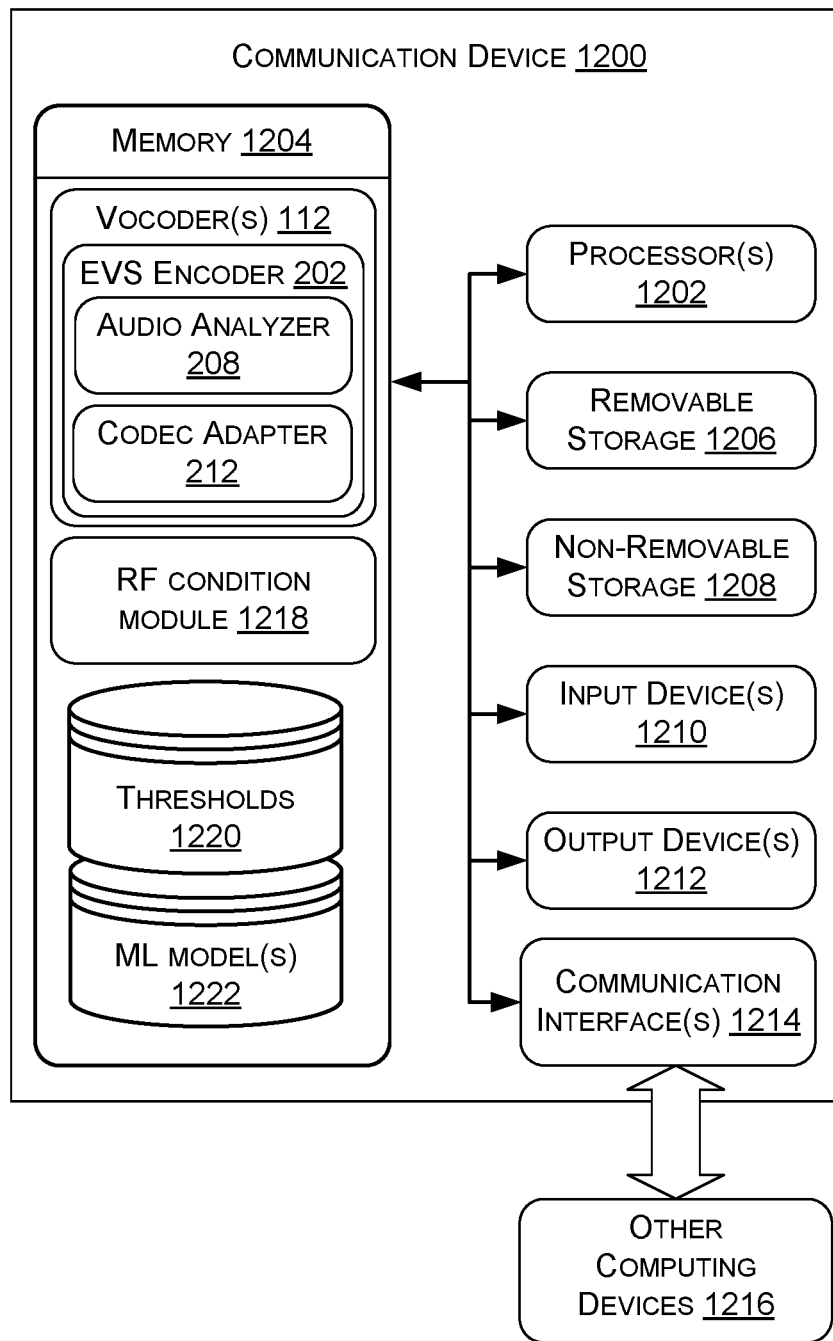 COMMUNICATION DEVICE 1200
MEMORY 1204
VOCODER(S) 112
EVS ENCODER 202
AUDIO ANALYZER
208
CODEC ADAPTER
212
RF CONDITION
MODULE 1218
THRESHOLDS
1220
ML MODEL(S)
1222
PROCESSOR(S)
1202
REMOVABLE
STORAGE 1206
NON-REMOVABLE
STORAGE 1208
INPUT DEVICE(S)
1210
OUTPUT DEVICE(S)
1212
COMMUNICATION
INTERFACE(S) 1214
OTHER
COMPUTING
DEVICES 1216